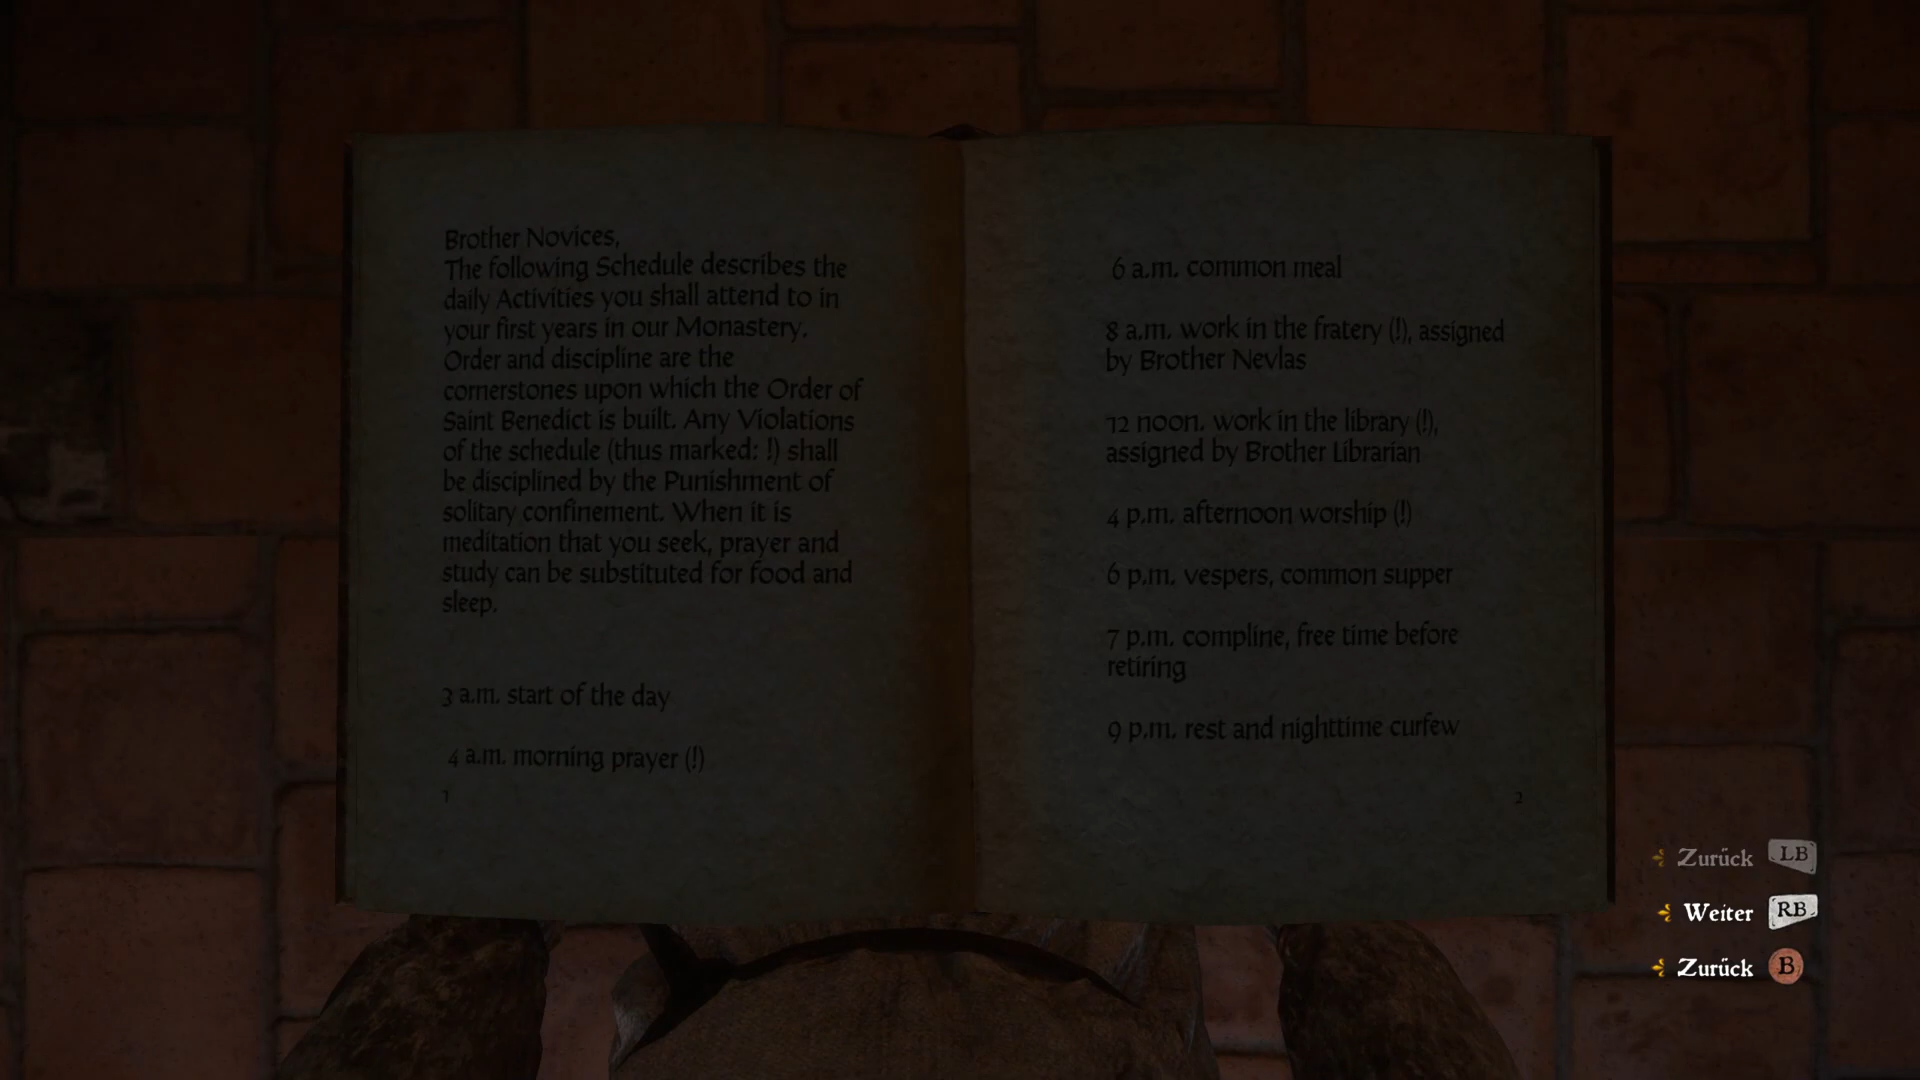 Brother Novices,
The following Schedule describes the
daily Activities you shall attend to in
your first years in our Monastery.
Order and discipline are the
cornerstones upon which the Order of
Saint Benedict is built. Any Violations
of the schedule (thus marked: !) shall
be disciplined by the Punishment of
solitary confinement. When it is
meditation that you seek, prayer and
study can be substituted for food and
sleep.
3 a.m. start of the day
4 a.m. morning prayer (!)
1
6 a.m. common meal
8 a.m. work in the fratery (!), assigned
by Brother Nevlas
12 noon. work in the library (!),
assigned by Brother Librarian
4 p.m. afternoon worship (!)
6 p.m. vespers, common supper
7 p.m. compline, free time before
retiring
9 p.m. rest and nighttime curfew
2
Zurück LB
Weiter RB
Zurück B